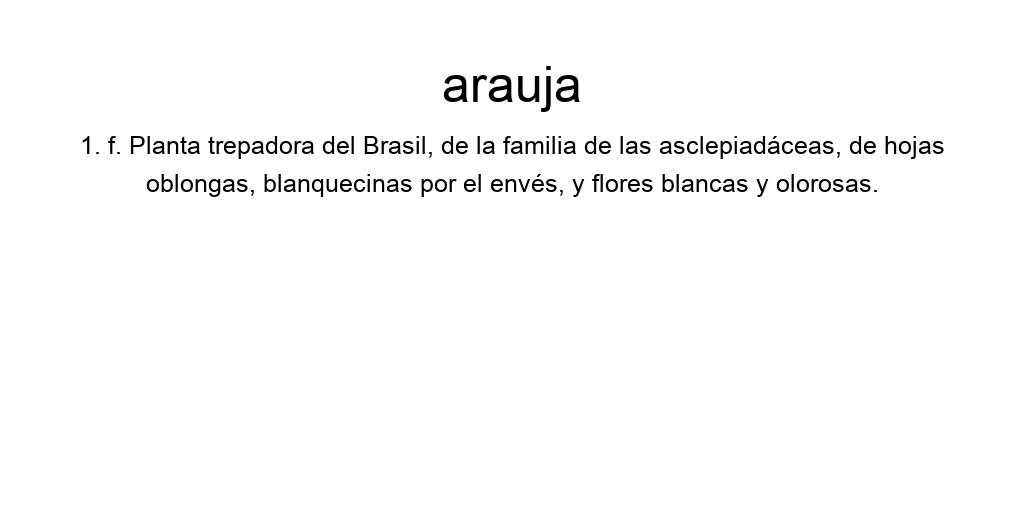 arauja
1. f. Planta trepadora del Brasil, de la familia de las asclepiadáceas, de hojas
oblongas, blanquecinas por el envés, y flores blancas y olorosas.